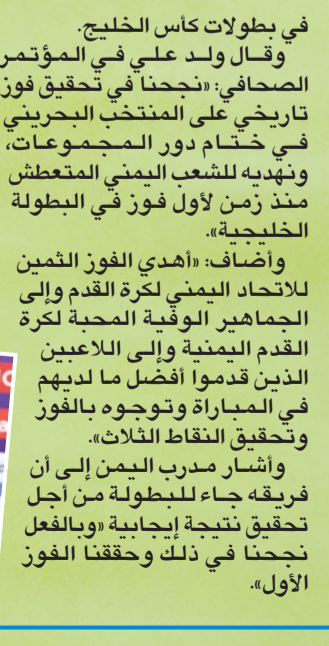 في بطولات كأس الخليج.
وقال ولد علي في المؤتمر
الصحافي: «نجحنا في تحقيق فوز
تاريخي على المنتخب البحريني
في ختام دور المجموعات،
ونهديه للشعب اليمني المتعطش
منذ زمن لأول فوز في البطولة
الخليجية».
وأضاف: «أهدي الفوز الثمين
للاتحاد اليمني لكرة القدم وإلى
الجماهير الوفية المحبة لكرة
القدم اليمنية وإلى اللاعبين
الذين قدموا أفضل ما لديهم
في المباراة وتوجوه بالفوز
وتحقيق النقاط الثلاث».
وأشار مدرب اليمن إلى أن
فريقه جاء للبطولة من أجل
تحقيق نتيجة إيجابية «وبالفعل
نجحنا في ذلك وحققنا الفوز
الأول».